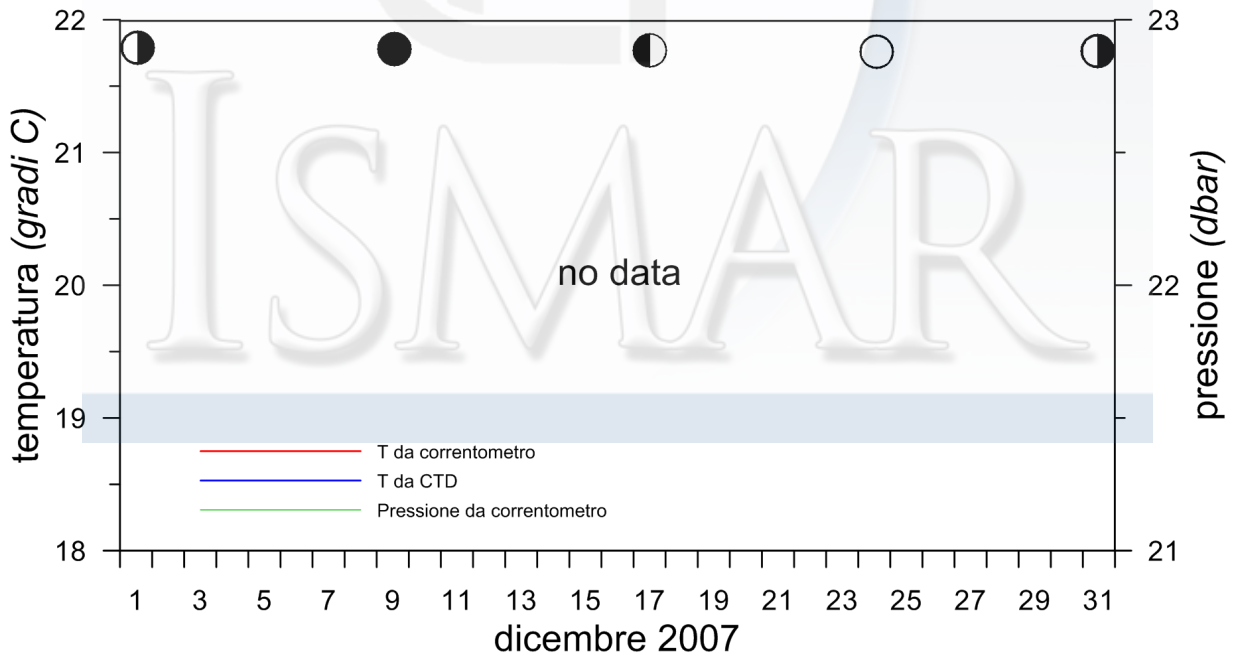 22
23
21
ISMAR
no data
20
22
temperatura (gradi C)
pressione (dbar)
19
T da correntometro
T da CTD
Pressione da correntometro
18
21
1 3 5 7 9 11 13 15 17 19 21 23 25 27 29 31
dicembre 2007